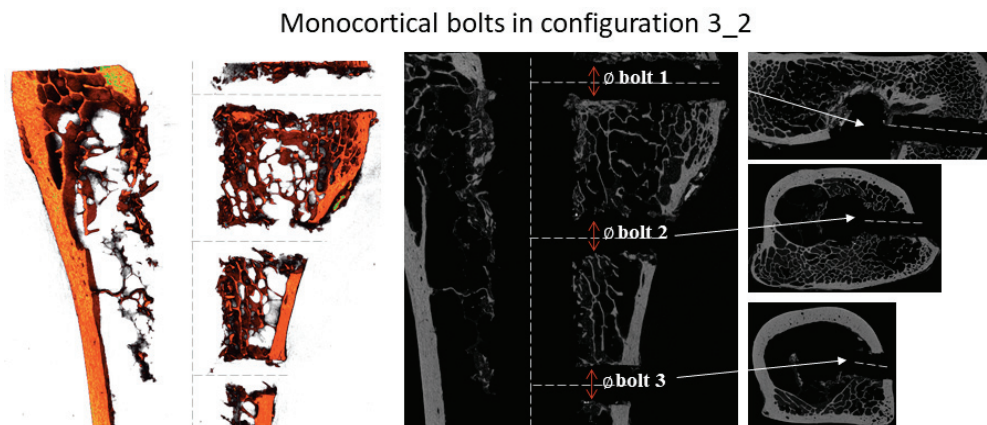 Monocortical bolts in configuration 3_2
ø bolt 1
ø bolt 2
ø bolt 3